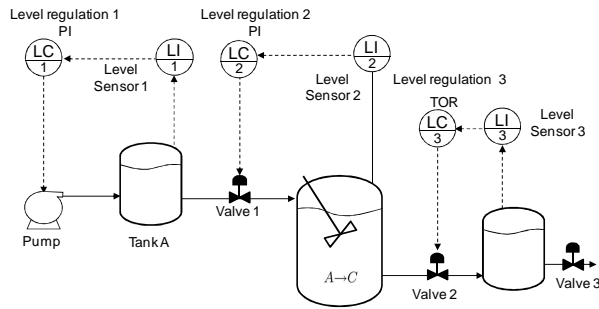 Level regulation 1
PI
LC
1
Level
Sensor 1
LI
1
Level regulation 2
PI
LC
2
LI
2
Level
Sensor 2
Level regulation 3
TOR
LC
3
LI
3
Level
Sensor 3
Pump
Tank A
Valve 1
A→C
Valve 2
Valve 3